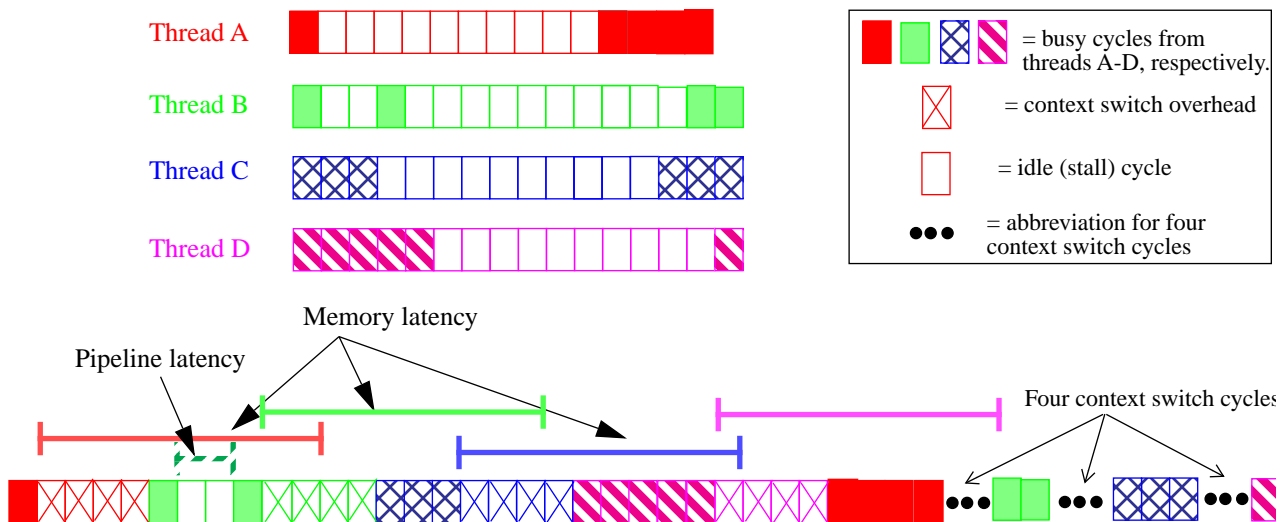 Thread A
Thread B
Thread C
Thread D
= busy cycles from
threads A-D, respectively.
= context switch overhead
= idle (stall) cycle
= abbreviation for four
context switch cycles
Memory latency
Pipeline latency
Four context switch cycles